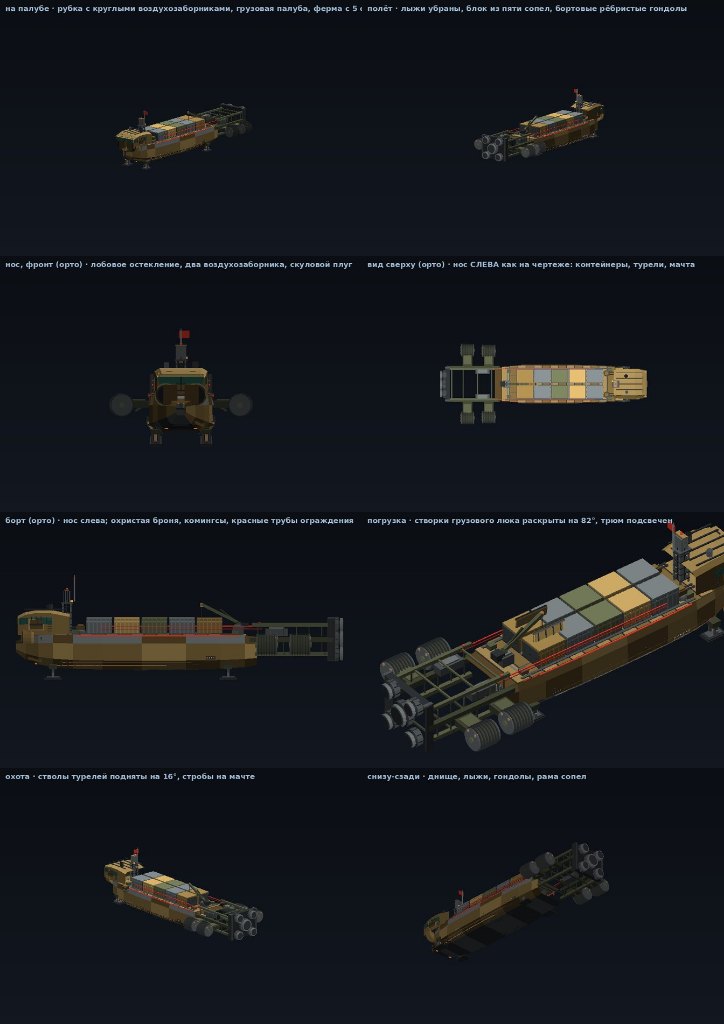 на палубе · рубка с круглыми воздухозаборниками, грузовая палуба, ферма с 5 с
полёт · лыжи убраны, блок из пяти сопел, бортовые рёбристые гондолы
нос, фронт (орто) · лобовое остекление, два воздухозаборника, скуловой плуг
вид сверху (орто) · нос СЛЕВА как на чертеже: контейнеры, турели, мачта
борт (орто) · нос слева; охристая броня, комингсы, красные трубы ограждения
погрузка · створки грузового люка раскрыты на 82°, трюм подсвечен
охота · стволы турелей подняты на 16°, стробы на мачте
снизу-сзади · днище, лыжи, гондолы, рама сопел